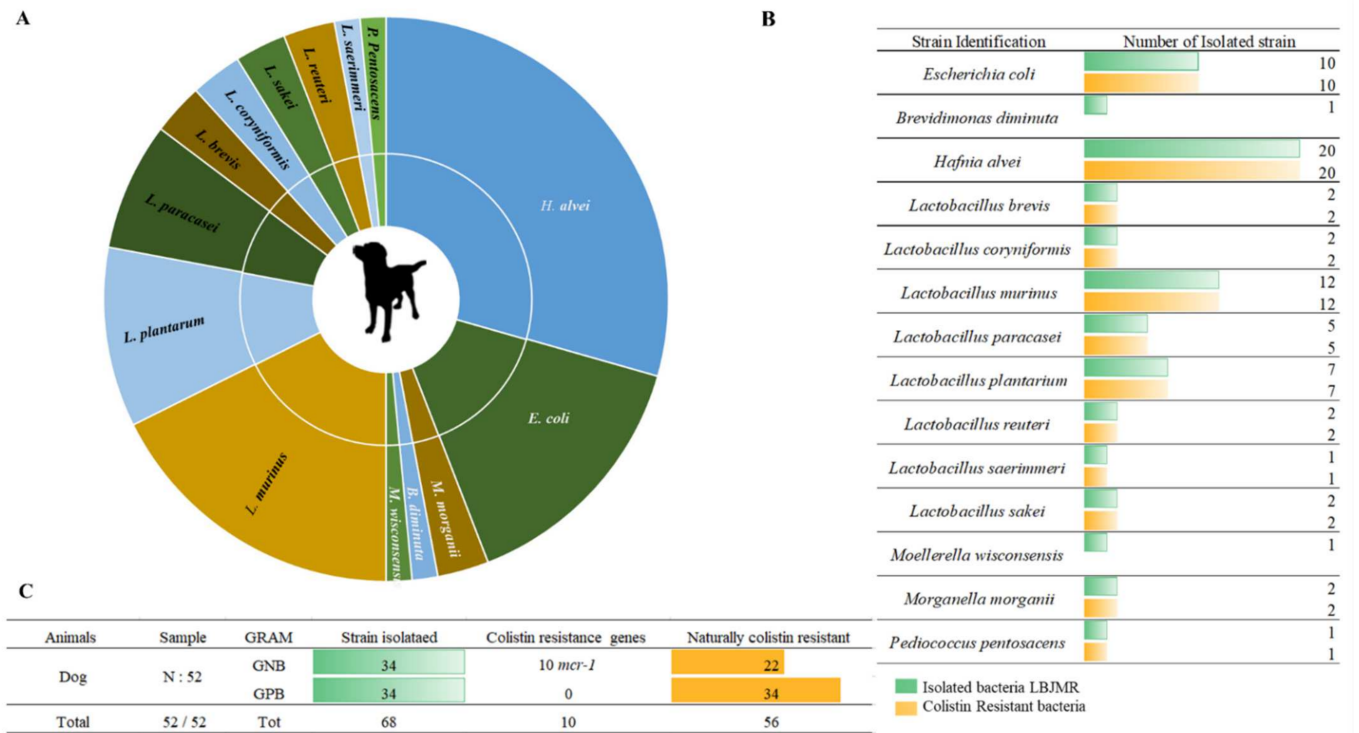 A
H. alvei
E. coli
M. morganii
B. diminuta
M. wisconsensi
L. murinus
L. plantarum
L. paracasei
L. brevis
L. coryniformis
L. sakei
L. reuteri
L. saerimmeri
P. Pentosacens
B
Strain Identification Number of Isolated strain
Escherichia coli 10
10
Brevidimonas diminuta 1
Hafnia alvei 20
20
Lactobacillus brevis 2
2
Lactobacillus coryniformis 2
2
Lactobacillus murinus 12
12
Lactobacillus paracasei 5
5
Lactobacillus plantarium 7
7
Lactobacillus reuteri 2
2
Lactobacillus saerimmeri 1
1
Lactobacillus sakei 2
2
Moellerella wisconsensis 1
Morganella morganii 2
2
Pediococcus pentosacens 1
1
Isolated bacteria LBJMR
Colistin Resistant bacteria
C
Animals Sample GRAM Strain isolataed Colistin resistance genes Naturally colistin resistant
Dog N : 52 GNB 34 10 mcr-1 22
GPB 34 0 34
Total 52 / 52 Tot 68 10 56